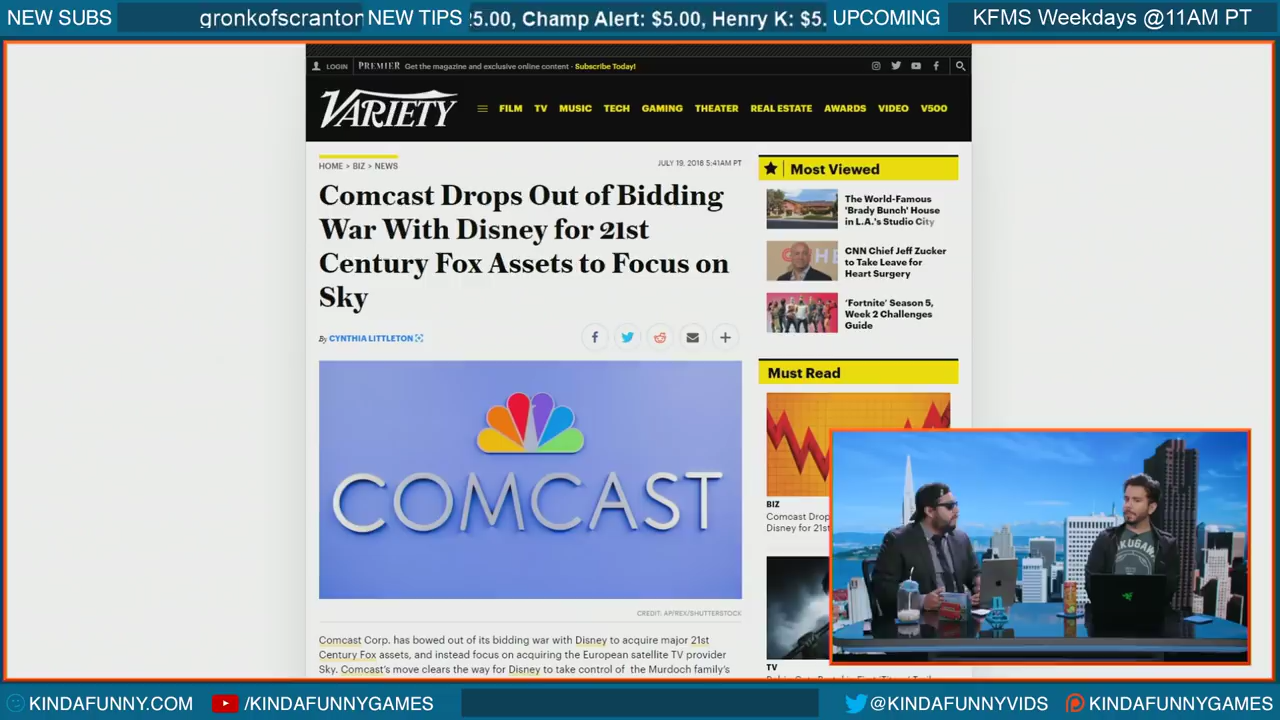 NEW SUBS
gronkofscranton
NEW TIPS
25.00, Champ Alert: $5.00, Henry K: $5.
UPCOMING
KFMS Weekdays @11AM PT
LOGIN
PREMIER Get the magazine and exclusive online content - Subscribe Today!
VARIETY
FILM TV MUSIC TECH GAMING THEATER REAL ESTATE AWARDS VIDEO V500
HOME > BIZ > NEWS
JULY 19, 2018 5:41AM PT
Comcast Drops Out of Bidding
War With Disney for 21st
Century Fox Assets to Focus on
Sky
By CYNTHIA LITTLETON
COMCAST
CREDIT: AP/REX/SHUTTERSTOCK
Comcast Corp. has bowed out of its bidding war with Disney to acquire major 21st
Century Fox assets, and instead focus on acquiring the European satellite TV provider
Sky. Comcast's move clears the way for Disney to take control of the Murdoch family's
Most Viewed
The World-Famous
'Brady Bunch' House
in L.A.'s Studio City
CNN Chief Jeff Zucker
to Take Leave for
Heart Surgery
'Fortnite' Season 5,
Week 2 Challenges
Guide
Must Read
BIZ
Comcast Drop
Disney for 21st
TV
KINDAFUNNY.COM
/KINDAFUNNYGAMES
@KINDAFUNNYVIDS
KINDAFUNNYGAMES